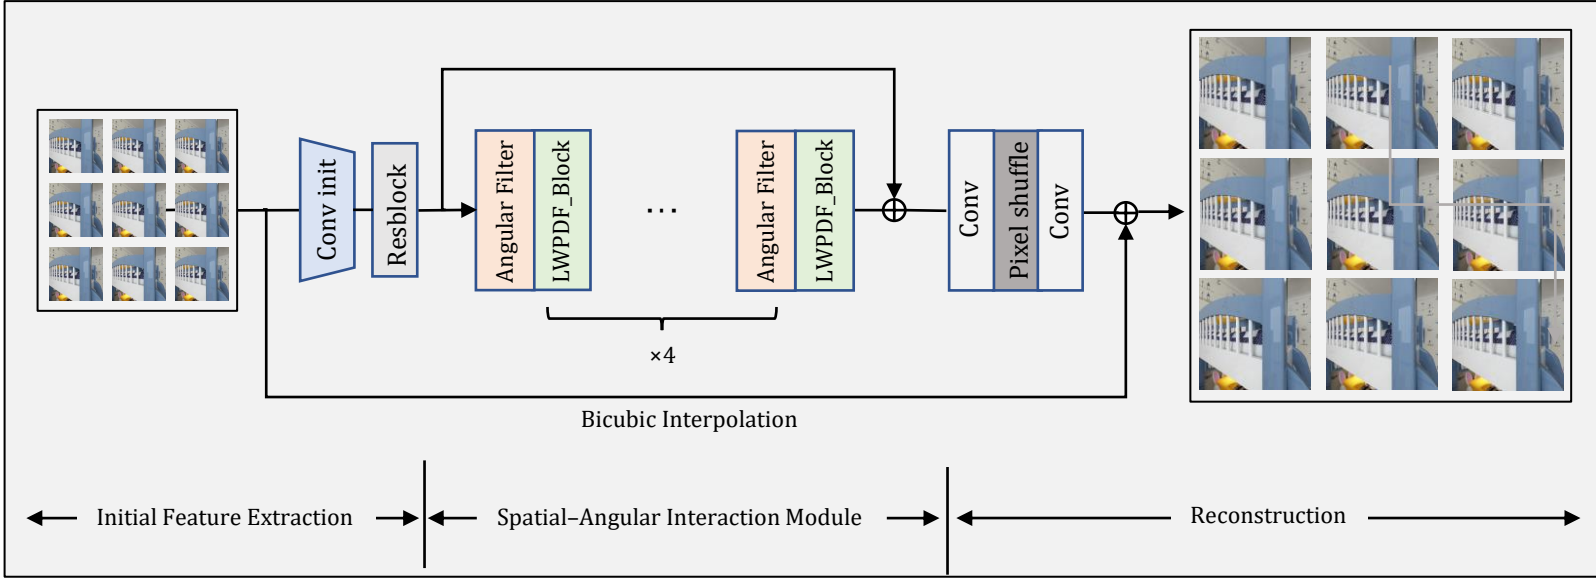 Conv init
Resblock
Angular Filter
LWPDF_Block
...
Angular Filter
LWPDF_Block
Conv
Pixel shuffle
Conv
×4
Bicubic Interpolation
Initial Feature Extraction
Spatial–Angular Interaction Module
Reconstruction